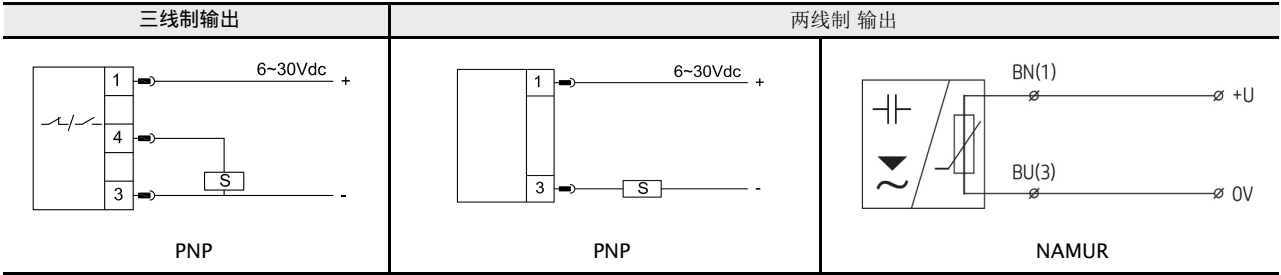 三线制输出
两线制 输出
1
6~30Vdc
+
4
S
3
-
PNP
1
6~30Vdc
+
3
S
-
PNP
BN(1)
+U
BU(3)
0V
NAMUR